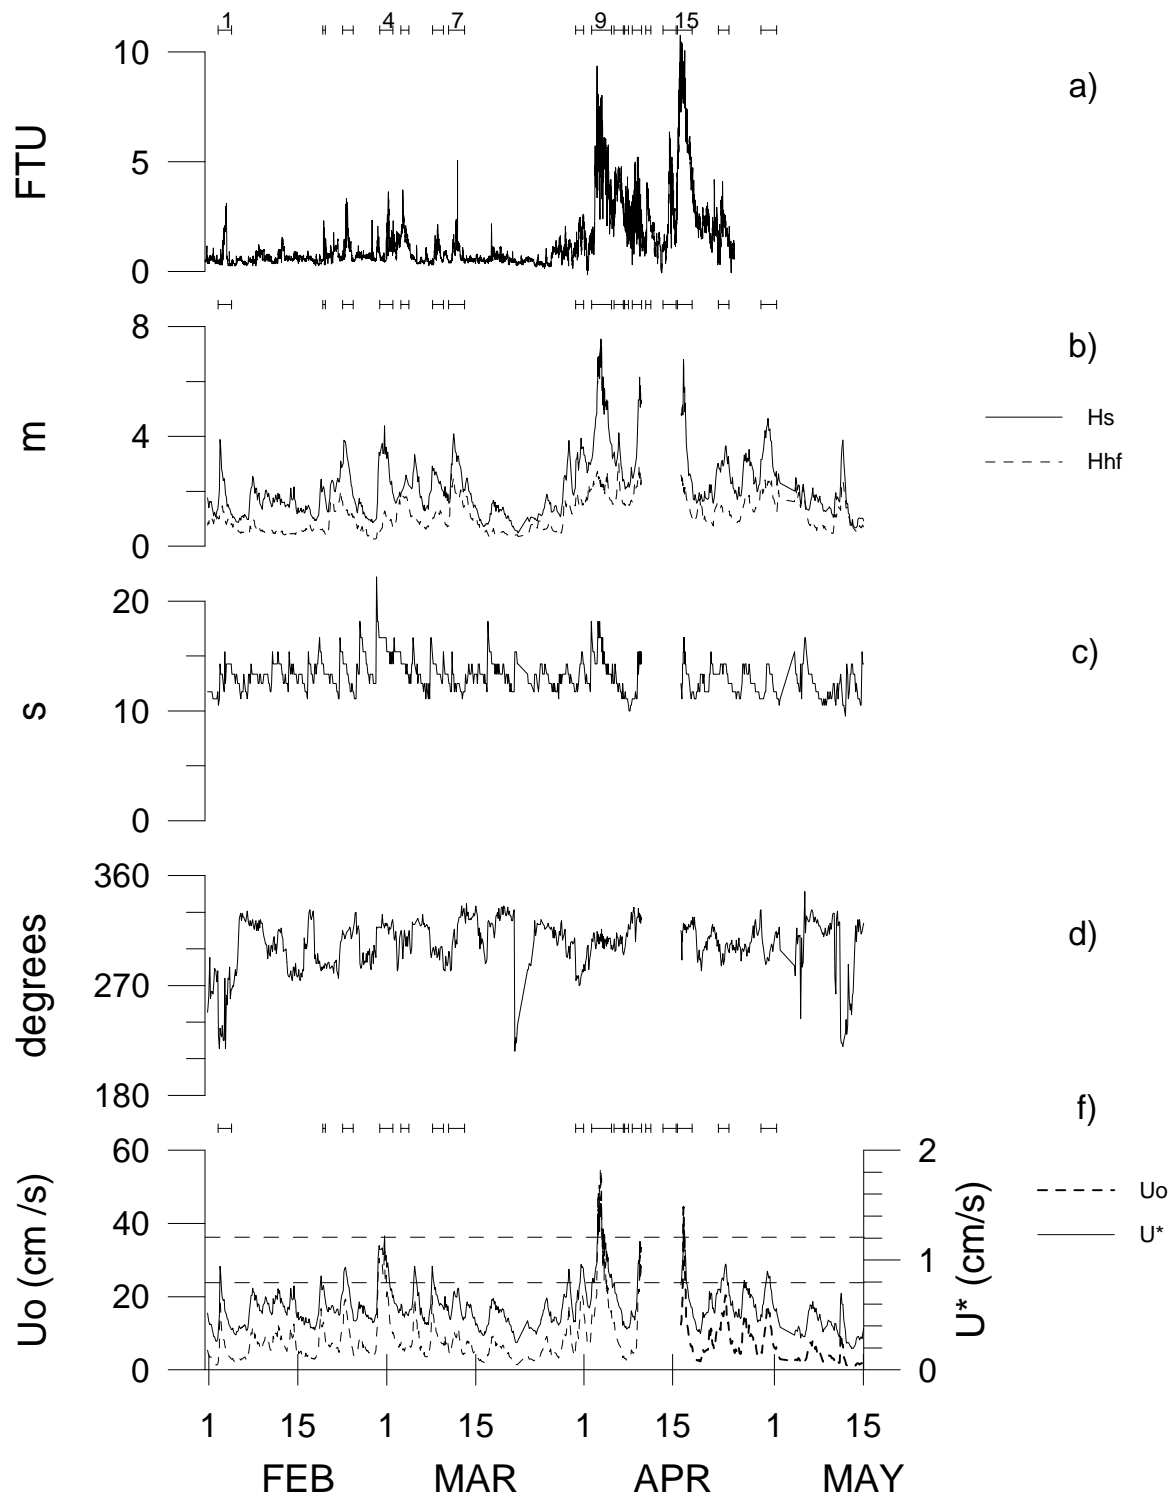 1 4 7 9 15
10
5
0
FTU
a)
8
4
0
m
b)
Hs
Hhf
20
10
0
s
c)
360
270
180
degrees
d)
f)
60
40
20
0
Uo (cm /s)
2
1
0
U* (cm/s)
Uo
U*
1 15 1 15 1 15 1 15
FEB MAR APR MAY